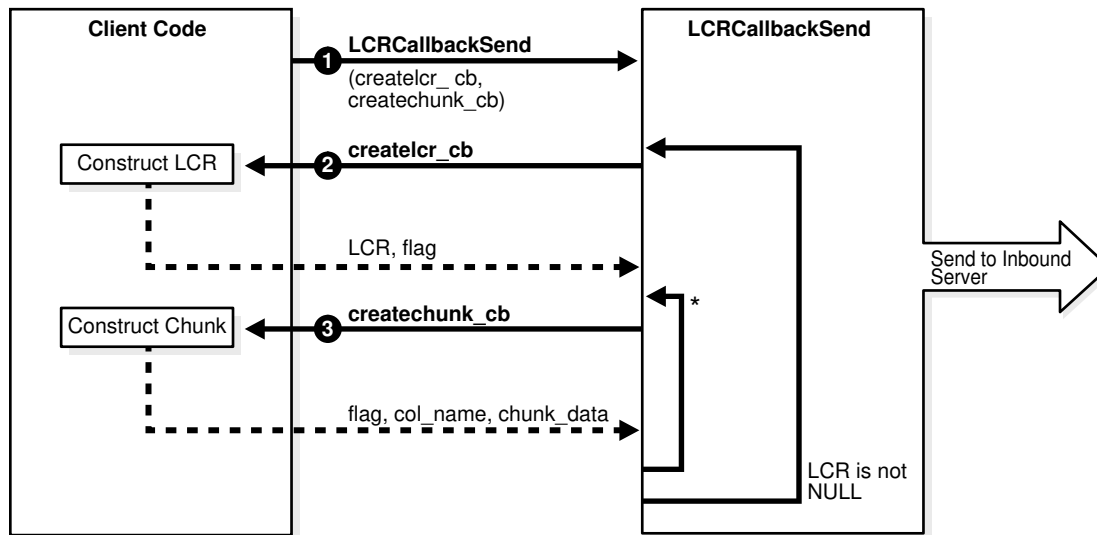 Client Code
LCRCallbackSend
1
LCRCallbackSend
(createlcr_ cb,
createchunk_cb)
Construct LCR
2
createlcr_cb
LCR, flag
Send to Inbound
Server
*
Construct Chunk
3
createchunk_cb
flag, col_name, chunk_data
LCR is not
NULL